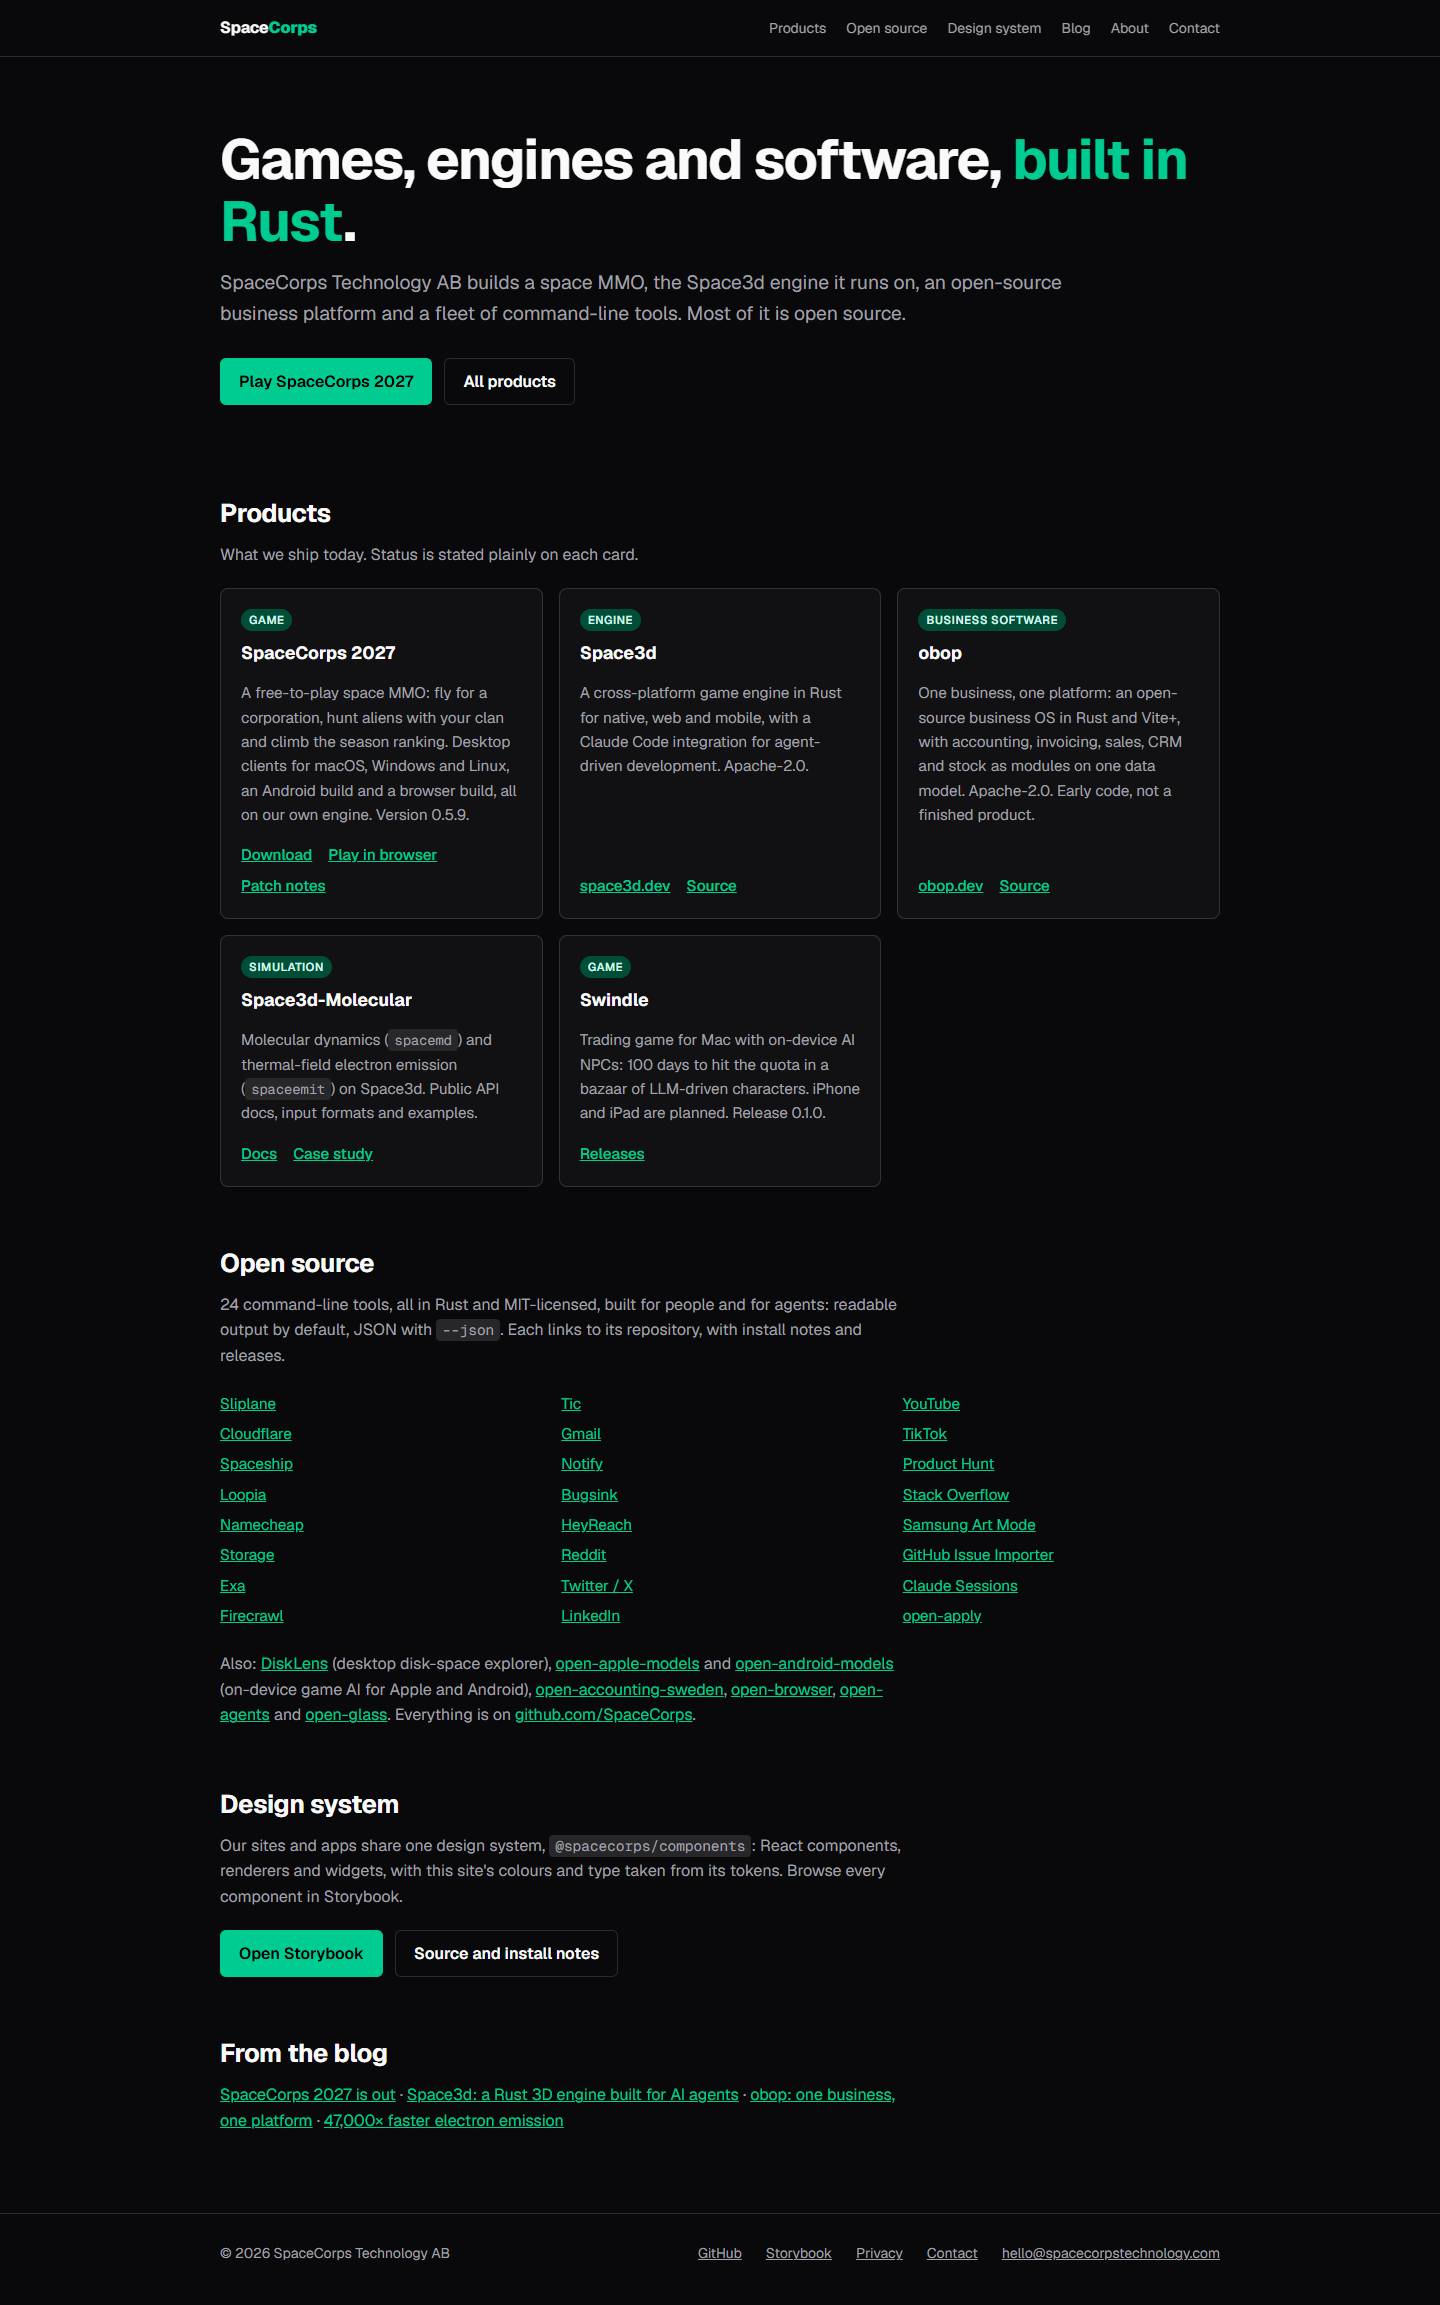 SpaceCorps
Products Open source Design system Blog About Contact
Games, engines and software, built in
Rust.
SpaceCorps Technology AB builds a space MMO, the Space3d engine it runs on, an open-source
business platform and a fleet of command-line tools. Most of it is open source.
Play SpaceCorps 2027 All products
Products
What we ship today. Status is stated plainly on each card.
GAME
SpaceCorps 2027
A free-to-play space MMO: fly for a
corporation, hunt aliens with your clan
and climb the season ranking. Desktop
clients for macOS, Windows and Linux,
an Android build and a browser build, all
on our own engine. Version 0.5.9.
Download Play in browser
Patch notes
ENGINE
Space3d
A cross-platform game engine in Rust
for native, web and mobile, with a
Claude Code integration for agent-
driven development. Apache-2.0.
space3d.dev Source
BUSINESS SOFTWARE
obop
One business, one platform: an open-
source business OS in Rust and Vite+,
with accounting, invoicing, sales, CRM
and stock as modules on one data
model. Apache-2.0. Early code, not a
finished product.
obop.dev Source
SIMULATION
Space3d-Molecular
Molecular dynamics (spacemd) and
thermal-field electron emission
(spaceemit) on Space3d. Public API
docs, input formats and examples.
Docs Case study
GAME
Swindle
Trading game for Mac with on-device AI
NPCs: 100 days to hit the quota in a
bazaar of LLM-driven characters. iPhone
and iPad are planned. Release 0.1.0.
Releases
Open source
24 command-line tools, all in Rust and MIT-licensed, built for people and for agents: readable
output by default, JSON with --json. Each links to its repository, with install notes and
releases.
Sliplane
Cloudflare
Spaceship
Loopia
Namecheap
Storage
Exa
Firecrawl
Tic
Gmail
Notify
Bugsink
HeyReach
Reddit
Twitter / X
LinkedIn
YouTube
TikTok
Product Hunt
Stack Overflow
Samsung Art Mode
GitHub Issue Importer
Claude Sessions
open-apply
Also: DiskLens (desktop disk-space explorer), open-apple-models and open-android-models
(on-device game AI for Apple and Android), open-accounting-sweden, open-browser, open-
agents and open-glass. Everything is on github.com/SpaceCorps.
Design system
Our sites and apps share one design system, @spacecorps/components: React components,
renderers and widgets, with this site's colours and type taken from its tokens. Browse every
component in Storybook.
Open Storybook Source and install notes
From the blog
SpaceCorps 2027 is out · Space3d: a Rust 3D engine built for AI agents · obop: one business,
one platform · 47,000× faster electron emission
© 2026 SpaceCorps Technology AB
GitHub Storybook Privacy Contact hello@spacecorpstechnology.com